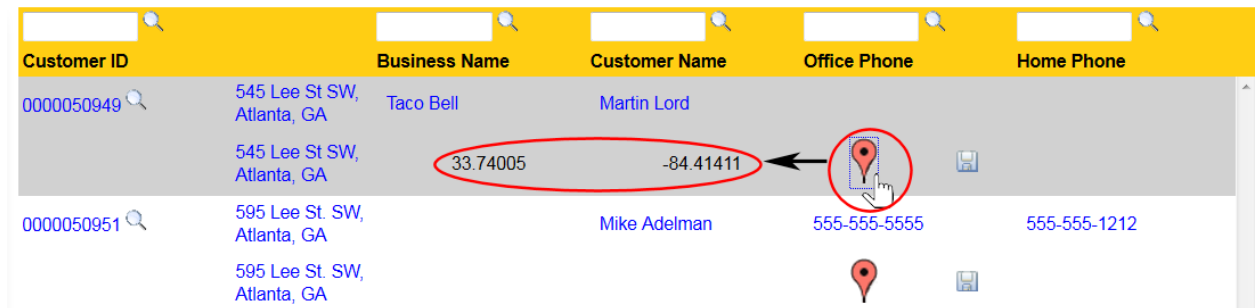 Customer ID Business Name Customer Name Office Phone Home Phone
0000050949 545 Lee St SW, Taco Bell Martin Lord
Atlanta, GA
545 Lee St SW, 33.74005 -84.41411
Atlanta, GA
0000050951 595 Lee St. SW, Mike Adelman 555-555-5555 555-555-1212
Atlanta, GA
595 Lee St. SW,
Atlanta, GA